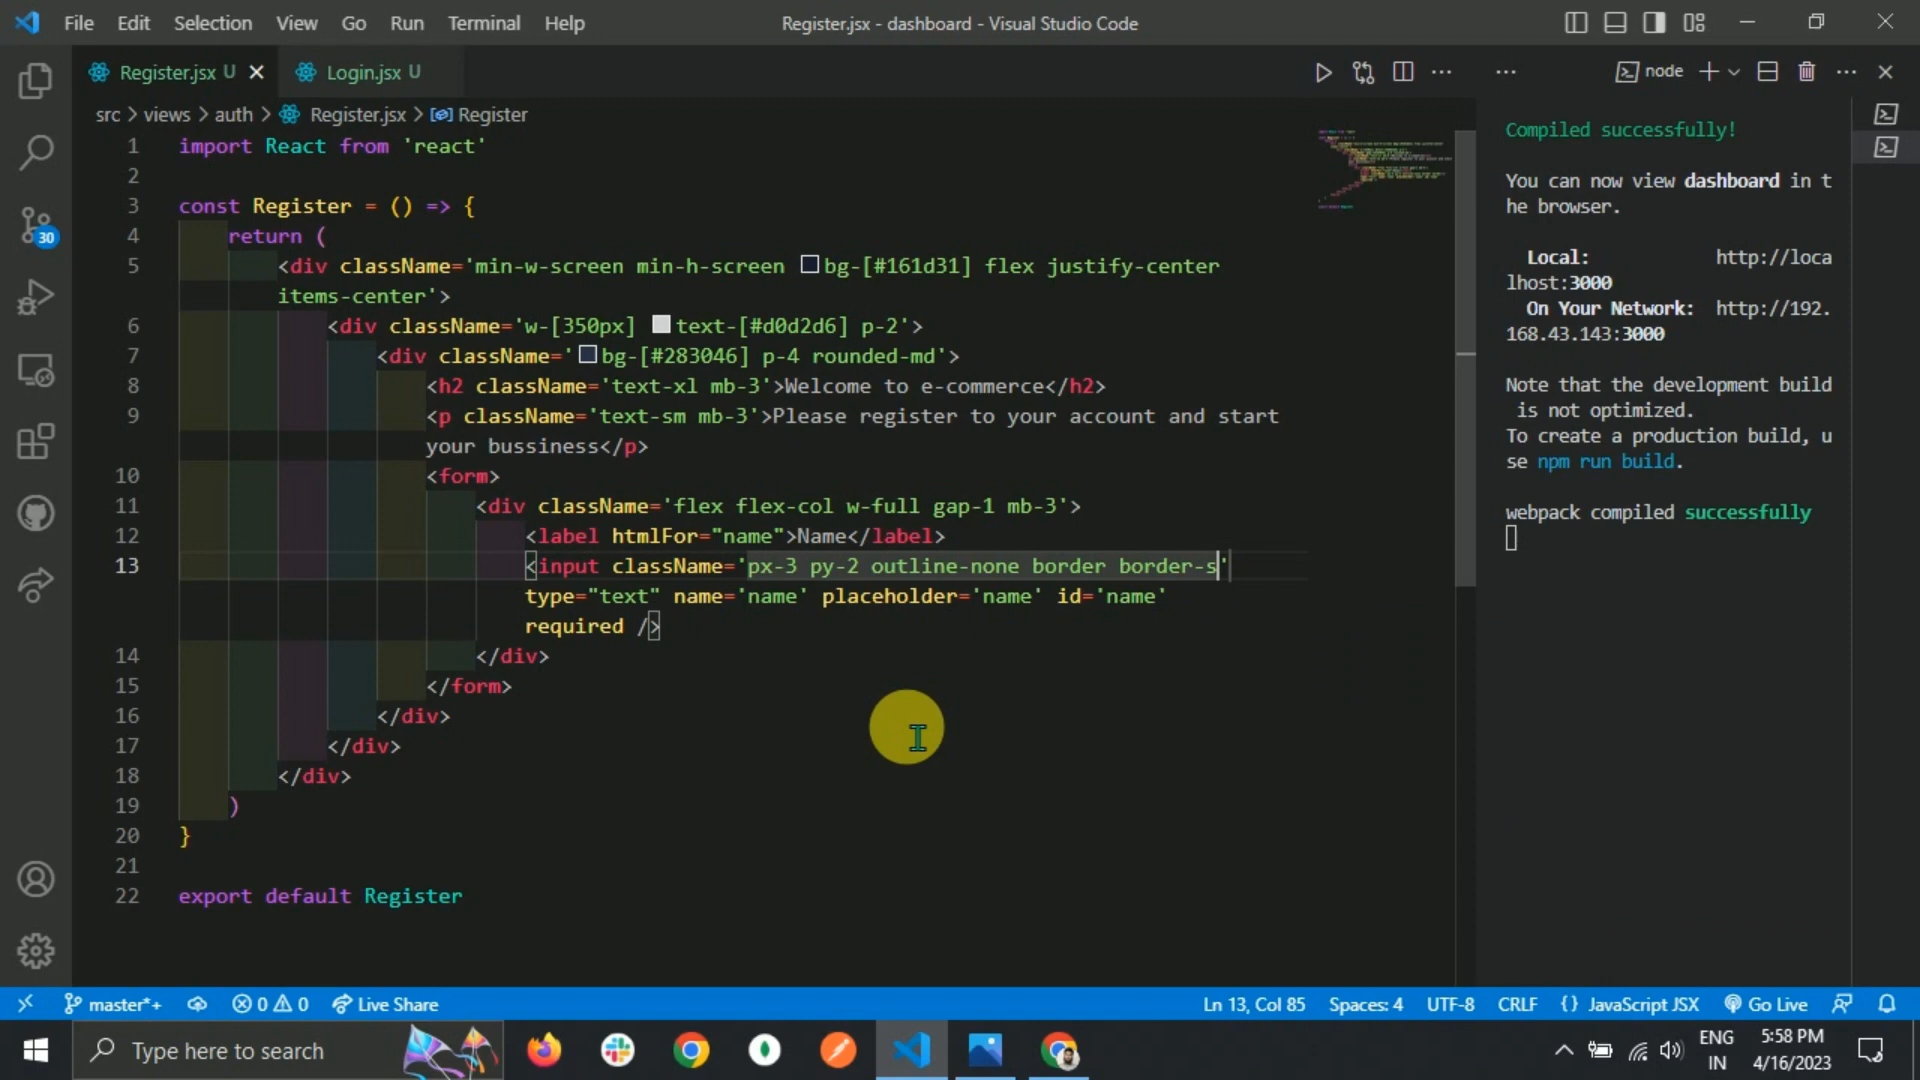 File Edit Selection View Go Run Terminal Help
Register.jsx - dashboard - Visual Studio Code
Register.jsx U Login.jsx U
node
src > views > auth > Register.jsx > Register
1 import React from 'react'
2
3 const Register = () => {
4 return (
5 <div className='min-w-screen min-h-screen bg-[#161d31] flex justify-center
items-center'>
6 <div className='w-[350px] text-[#d0d2d6] p-2'>
7 <div className='bg-[#283046] p-4 rounded-md'>
8 <h2 className='text-xl mb-3'>Welcome to e-commerce</h2>
9 <p className='text-sm mb-3'>Please register to your account and start
your bussiness</p>
10 <form>
11 <div className='flex flex-col w-full gap-1 mb-3'>
12 <label htmlFor="name">Name</label>
13 <input className='px-3 py-2 outline-none border border-s'
type="text" name='name' placeholder='name' id='name'
required />
14 </div>
15 </form>
16 </div>
17 </div>
18 </div>
19 )
20 }
21
22 export default Register
Compiled successfully!
You can now view dashboard in t
he browser.
Local: http://loca
lhost:3000
On Your Network: http://192.
168.43.143:3000
Note that the development build
is not optimized.
To create a production build, u
se npm run build.
webpack compiled successfully
30
master*+ 0 0 Live Share
Ln 13, Col 85 Spaces: 4 UTF-8 CRLF {} JavaScript JSX Go Live
Type here to search
ENG
IN
5:58 PM
4/16/2023